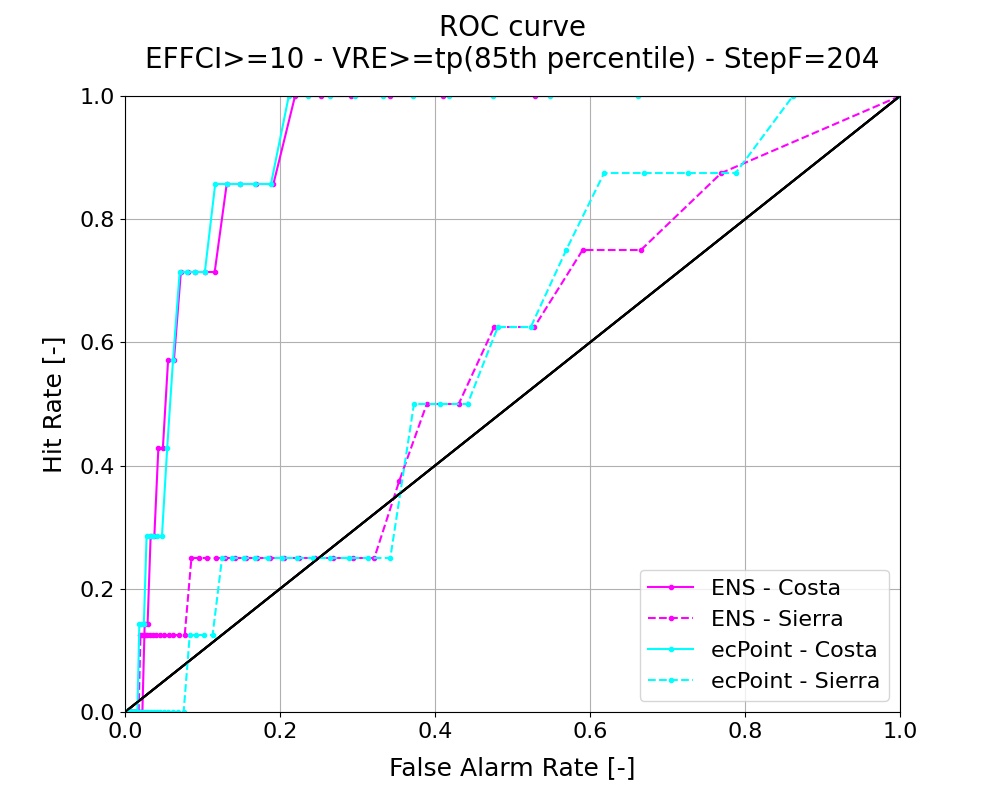 ROC curve
EFFCI>=10 - VRE>=tp(85th percentile) - StepF=204
1.0
0.8
0.6
0.4
0.2
0.0
Hit Rate [-]
0.0 0.2 0.4 0.6 0.8 1.0
False Alarm Rate [-]
ENS - Costa
ENS - Sierra
ecPoint - Costa
ecPoint - Sierra